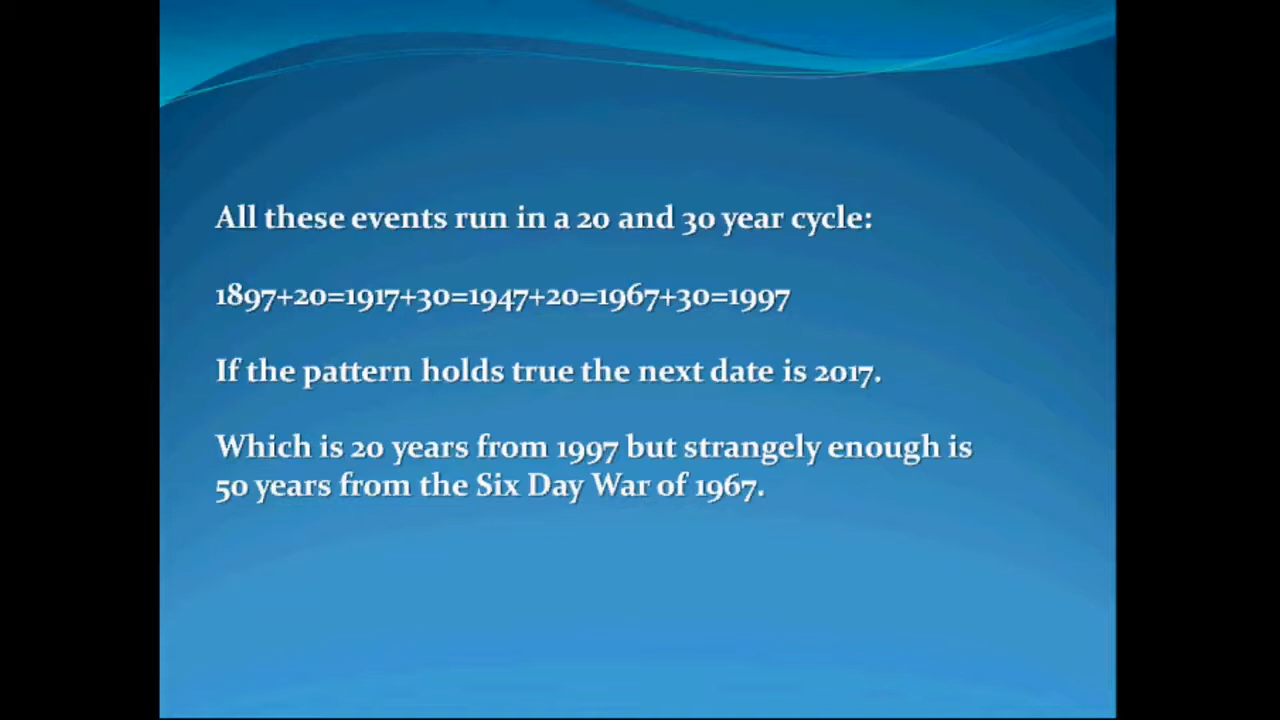 All these events run in a 20 and 30 year cycle:
1897+20=1917+30=1947+20=1967+30=1997
If the pattern holds true the next date is 2017.
Which is 20 years from 1997 but strangely enough is
50 years from the Six Day War of 1967.